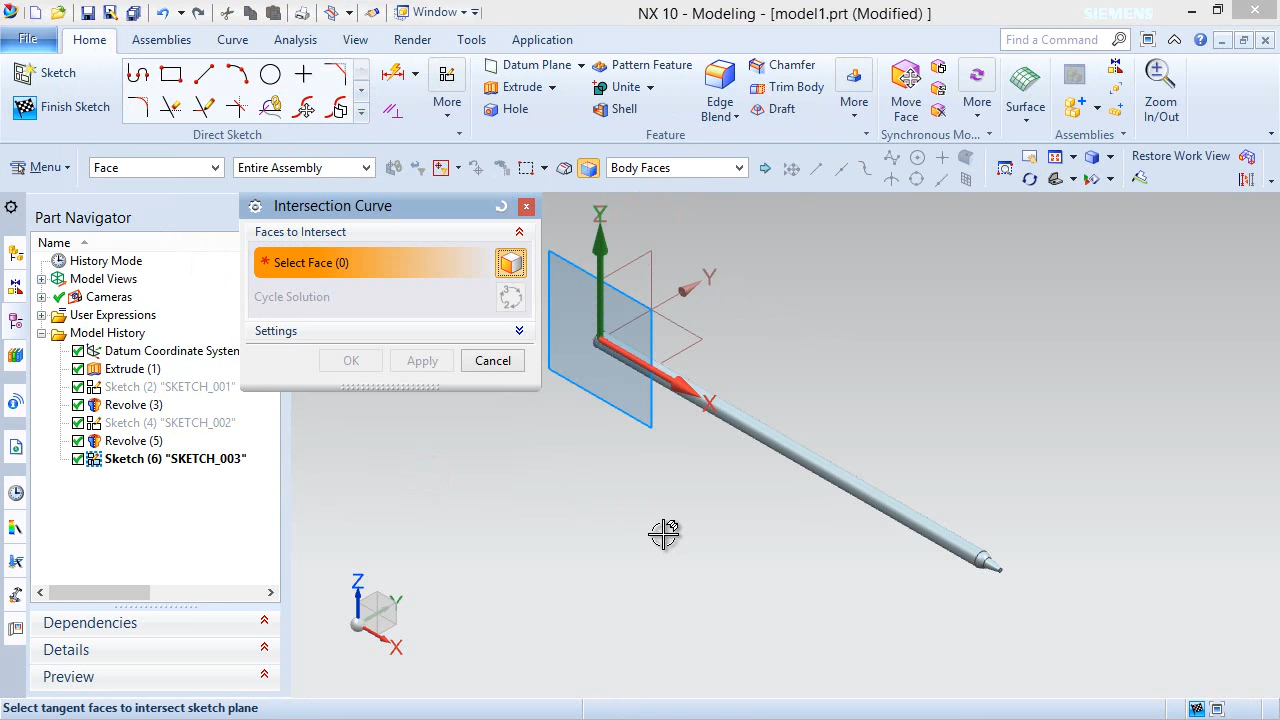 Window
NX 10 - Modeling - [model1.prt (Modified) ]
SIEMENS
File
Home
Assemblies
Curve
Analysis
View
Render
Tools
Application
Find a Command
Sketch
Finish Sketch
More
Direct Sketch
Datum Plane
Extrude
Hole
Pattern Feature
Unite
Shell
Edge
Blend
Chamfer
Trim Body
Draft
More
Feature
Move
Face
More
Synchronous Mo...
Surface
Assemblies
Zoom
In/Out
Menu
Face
Entire Assembly
Body Faces
Restore Work View
Part Navigator
Name
History Mode
Model Views
Cameras
User Expressions
Model History
Datum Coordinate System
Extrude (1)
Sketch (2) "SKETCH_001"
Revolve (3)
Sketch (4) "SKETCH_002"
Revolve (5)
Sketch (6) "SKETCH_003"
Dependencies
Details
Preview
Intersection Curve
Faces to Intersect
* Select Face (0)
Cycle Solution
Settings
OK
Apply
Cancel
Z
Y
X
Z
Y
X
Select tangent faces to intersect sketch plane